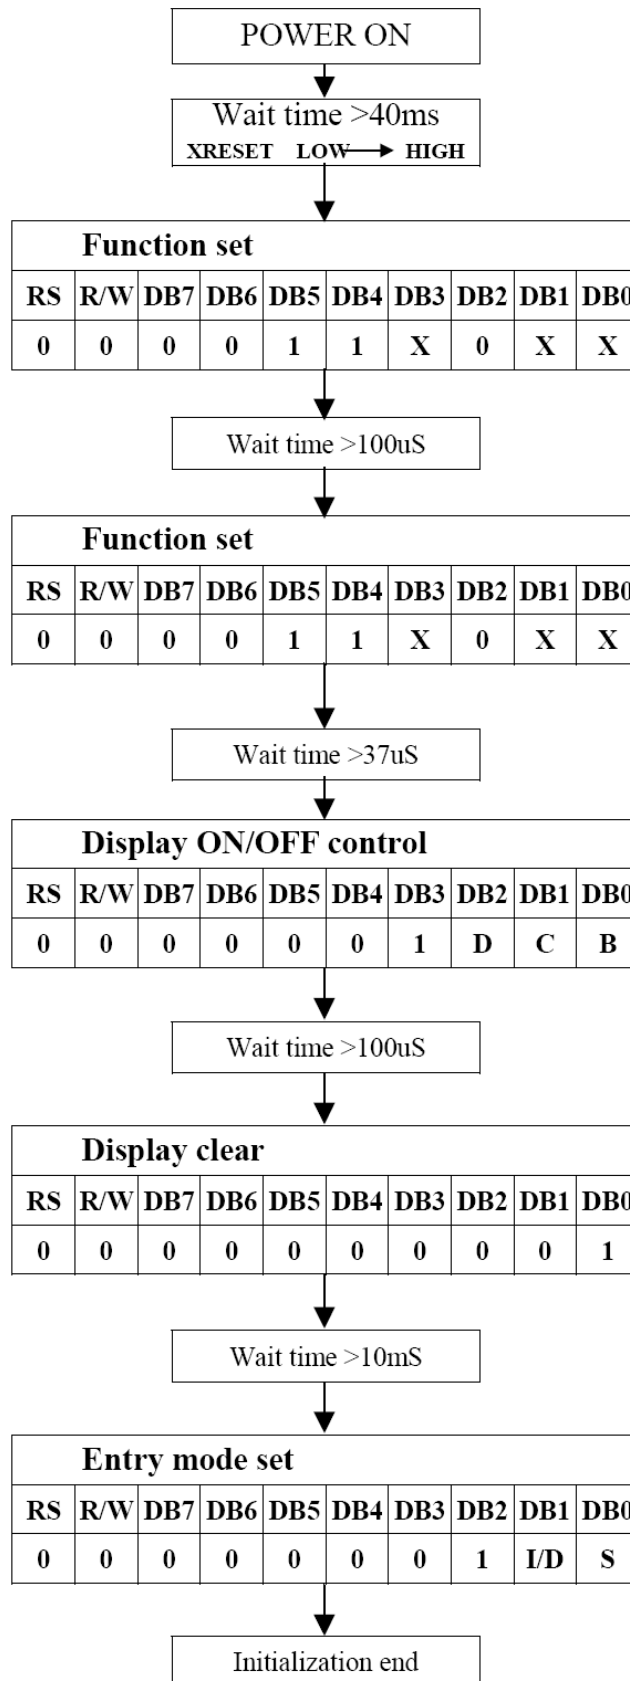 POWER ON
Wait time >40ms
XRESET LOW HIGH
Function set
RS R/W DB7 DB6 DB5 DB4 DB3 DB2 DB1 DB0
0 0 0 0 1 1 X 0 X X
Wait time >100uS
Function set
RS R/W DB7 DB6 DB5 DB4 DB3 DB2 DB1 DB0
0 0 0 0 1 1 X 0 X X
Wait time >37uS
Display ON/OFF control
RS R/W DB7 DB6 DB5 DB4 DB3 DB2 DB1 DB0
0 0 0 0 0 0 1 D C B
Wait time >100uS
Display clear
RS R/W DB7 DB6 DB5 DB4 DB3 DB2 DB1 DB0
0 0 0 0 0 0 0 0 0 1
Wait time >10mS
Entry mode set
RS R/W DB7 DB6 DB5 DB4 DB3 DB2 DB1 DB0
0 0 0 0 0 0 0 1 I/D S
Initialization end